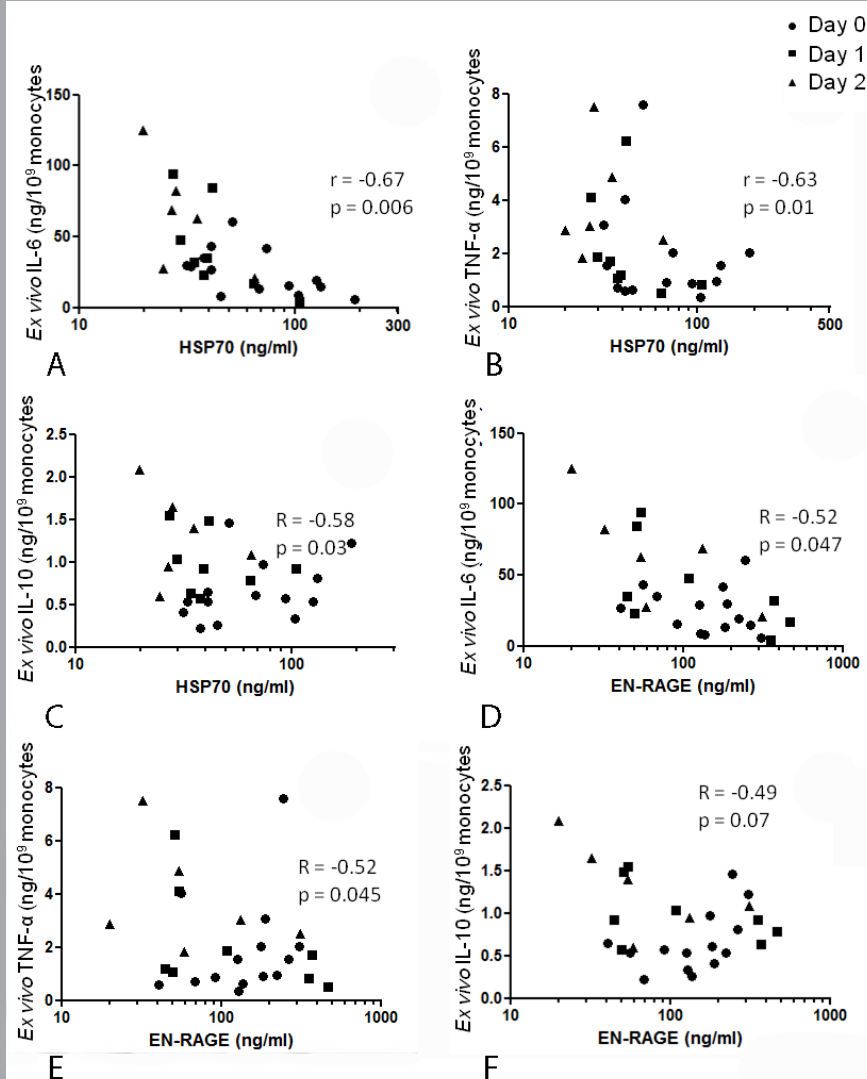 Day 0
Day 1
Day 2
Ex vivo IL-6 (ng/10⁹ monocytes
150
100
50
0
10
100
300
r = -0.67
p = 0.006
HSP70 (ng/ml)
A
Ex vivo TNF-α (ng/10⁹ monocytes
8
6
4
2
0
10
100
500
r = -0.63
p = 0.01
HSP70 (ng/ml)
B
Ex vivo IL-10 (ng/10⁹ monocytes
2.5
2.0
1.5
1.0
0.5
0.0
10
100
R = -0.58
p = 0.03
HSP70 (ng/ml)
C
Ex vivo IL-6 (ng/10⁹ monocytes
150
100
50
0
10
100
1000
R = -0.52
p = 0.047
EN-RAGE (ng/ml)
D
Ex vivo TNF-α (ng/10⁹ monocytes
8
6
4
2
0
10
100
1000
R = -0.52
p = 0.045
EN-RAGE (ng/ml)
E
Ex vivo IL-10 (ng/10⁹ monocytes
2.5
2.0
1.5
1.0
0.5
0.0
10
100
1000
R = -0.49
p = 0.07
EN-RAGE (ng/ml)
F